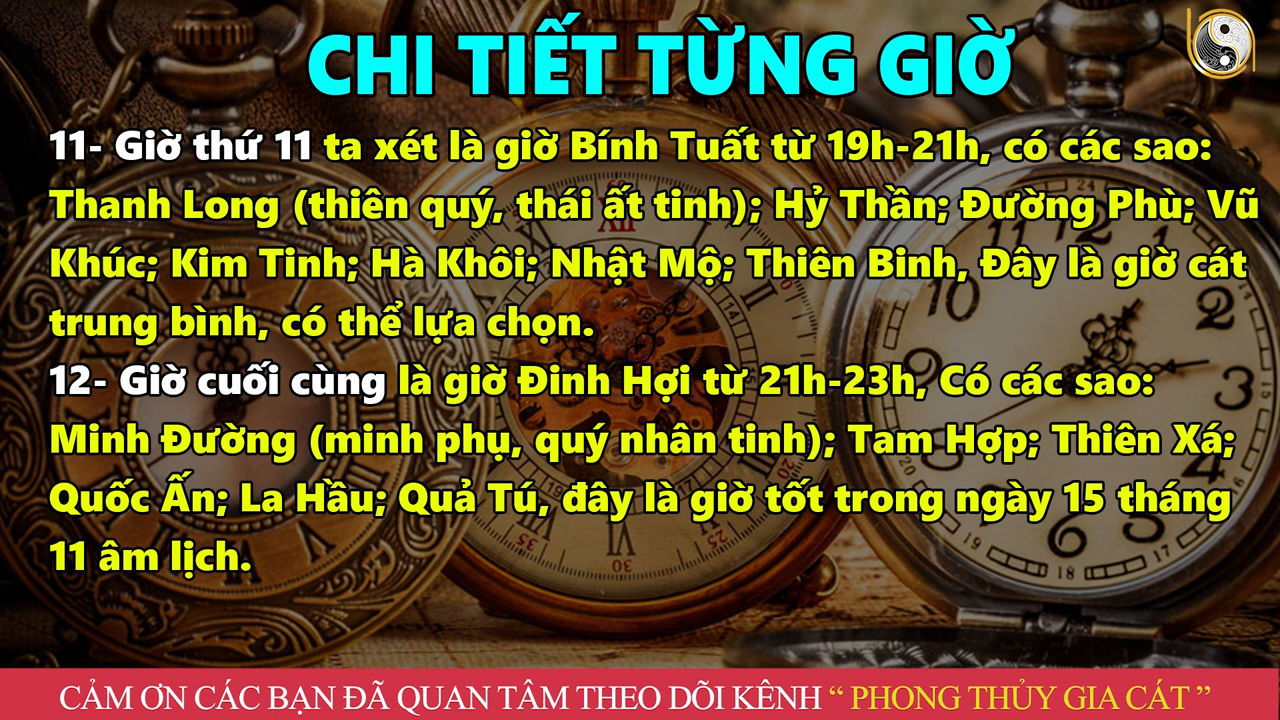 CHI TIẾT TỪNG GIỜ
11- Giờ thứ 11 ta xét là giờ Bính Tuất từ 19h-21h, có các sao:
Thanh Long (thiên quý, thái ất tinh); Hỷ Thần; Đường Phù; Vũ
Khúc; Kim Tinh; Hà Khôi; Nhật Mộ; Thiên Binh, Đây là giờ cát
trung bình, có thể lựa chọn.
12- Giờ cuối cùng là giờ Đinh Hợi từ 21h-23h, Có các sao:
Minh Đường (minh phụ, quý nhân tinh); Tam Hợp; Thiên Xá;
Quốc Ấn; La Hầu; Quả Tú, đây là giờ tốt trong ngày 15 tháng
11 âm lịch.
CẢM ƠN CÁC BẠN ĐÃ QUAN TÂM THEO DÕI KÊNH “ PHONG THỦY GIA CÁT ”